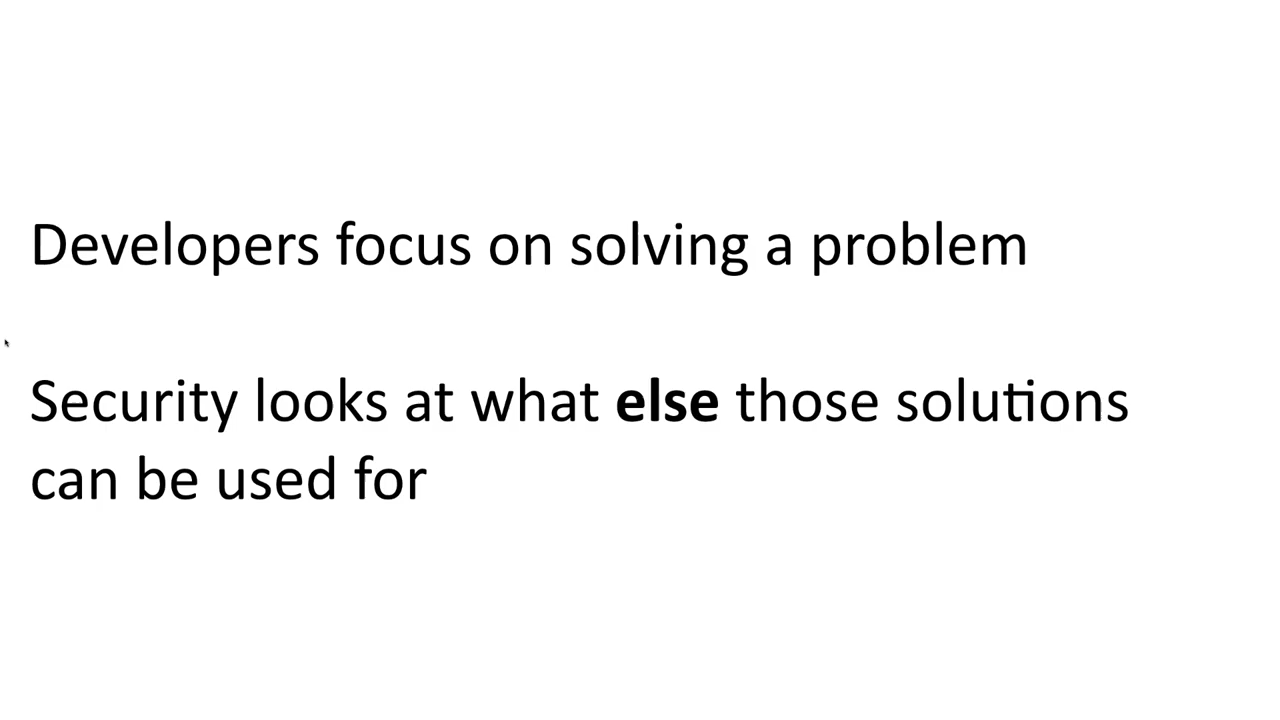 Developers focus on solving a problem
Security looks at what else those solutions
can be used for